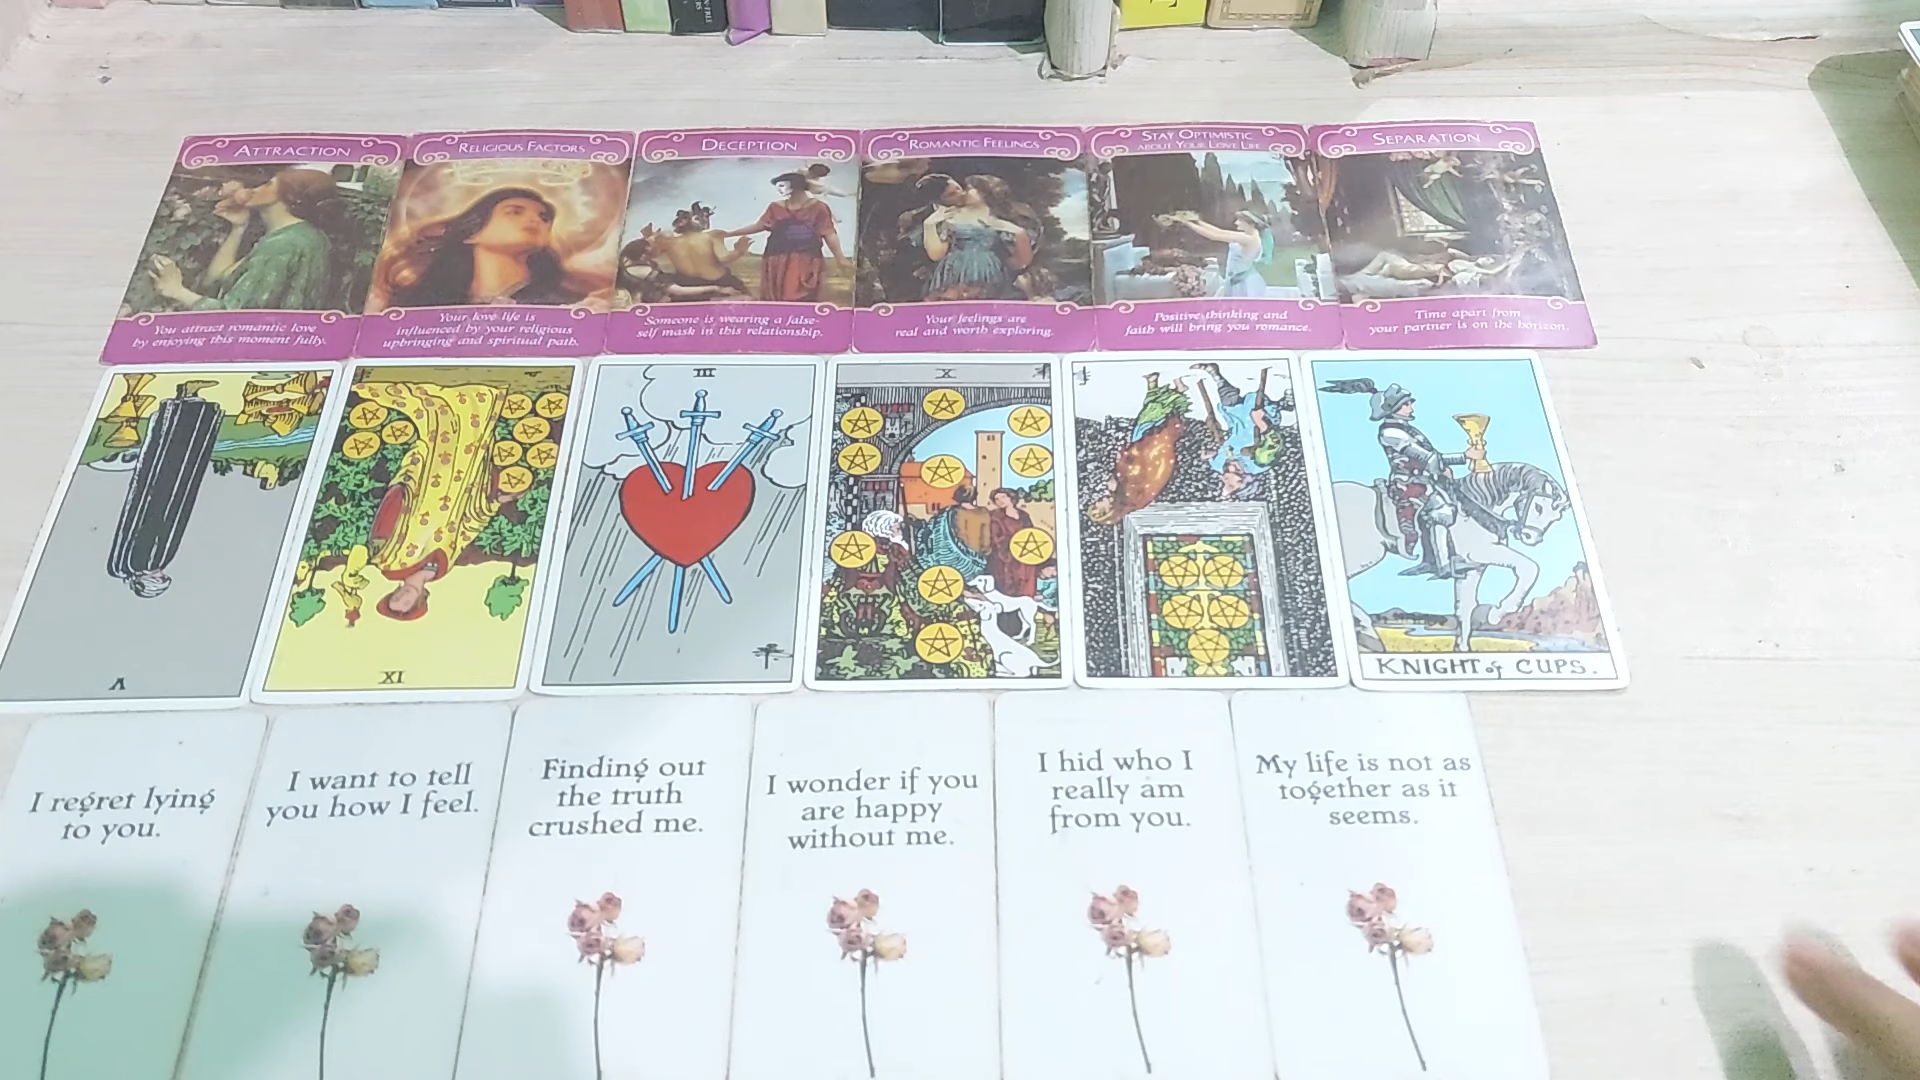 ATTRACTION
You attract romantic love
by enjoying this moment fully.
RELIGIOUS FACTORS
Your love life is
influenced by your religious
upbringing and spiritual path.
DECEPTION
Someone is wearing a false-
self mask in this relationship.
ROMANTIC FEELINGS
Your feelings are
real and worth exploring.
STAY OPTIMISTIC
ABOUT YOUR LOVE LIFE
Positive thinking and
faith will bring you romance.
SEPARATION
Time apart from
your partner is on the horizon.
V
IX
III
X
KNIGHT of CUPS.
I regret lying
to you.
I want to tell
you how I feel.
Finding out
the truth
crushed me.
I wonder if you
are happy
without me.
I hid who I
really am
from you.
My life is not as
together as it
seems.